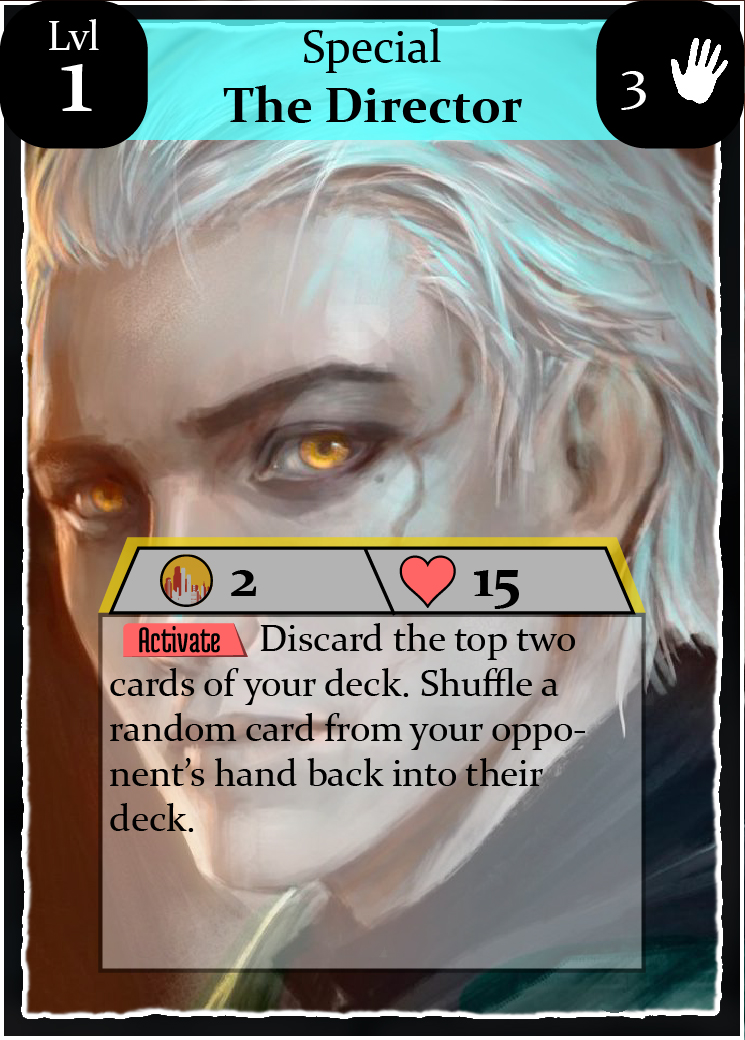 Lvl
1
Special
The Director
3
2
15
Activate Discard the top two
cards of your deck. Shuffle a
random card from your oppo-
nent's hand back into their
deck.